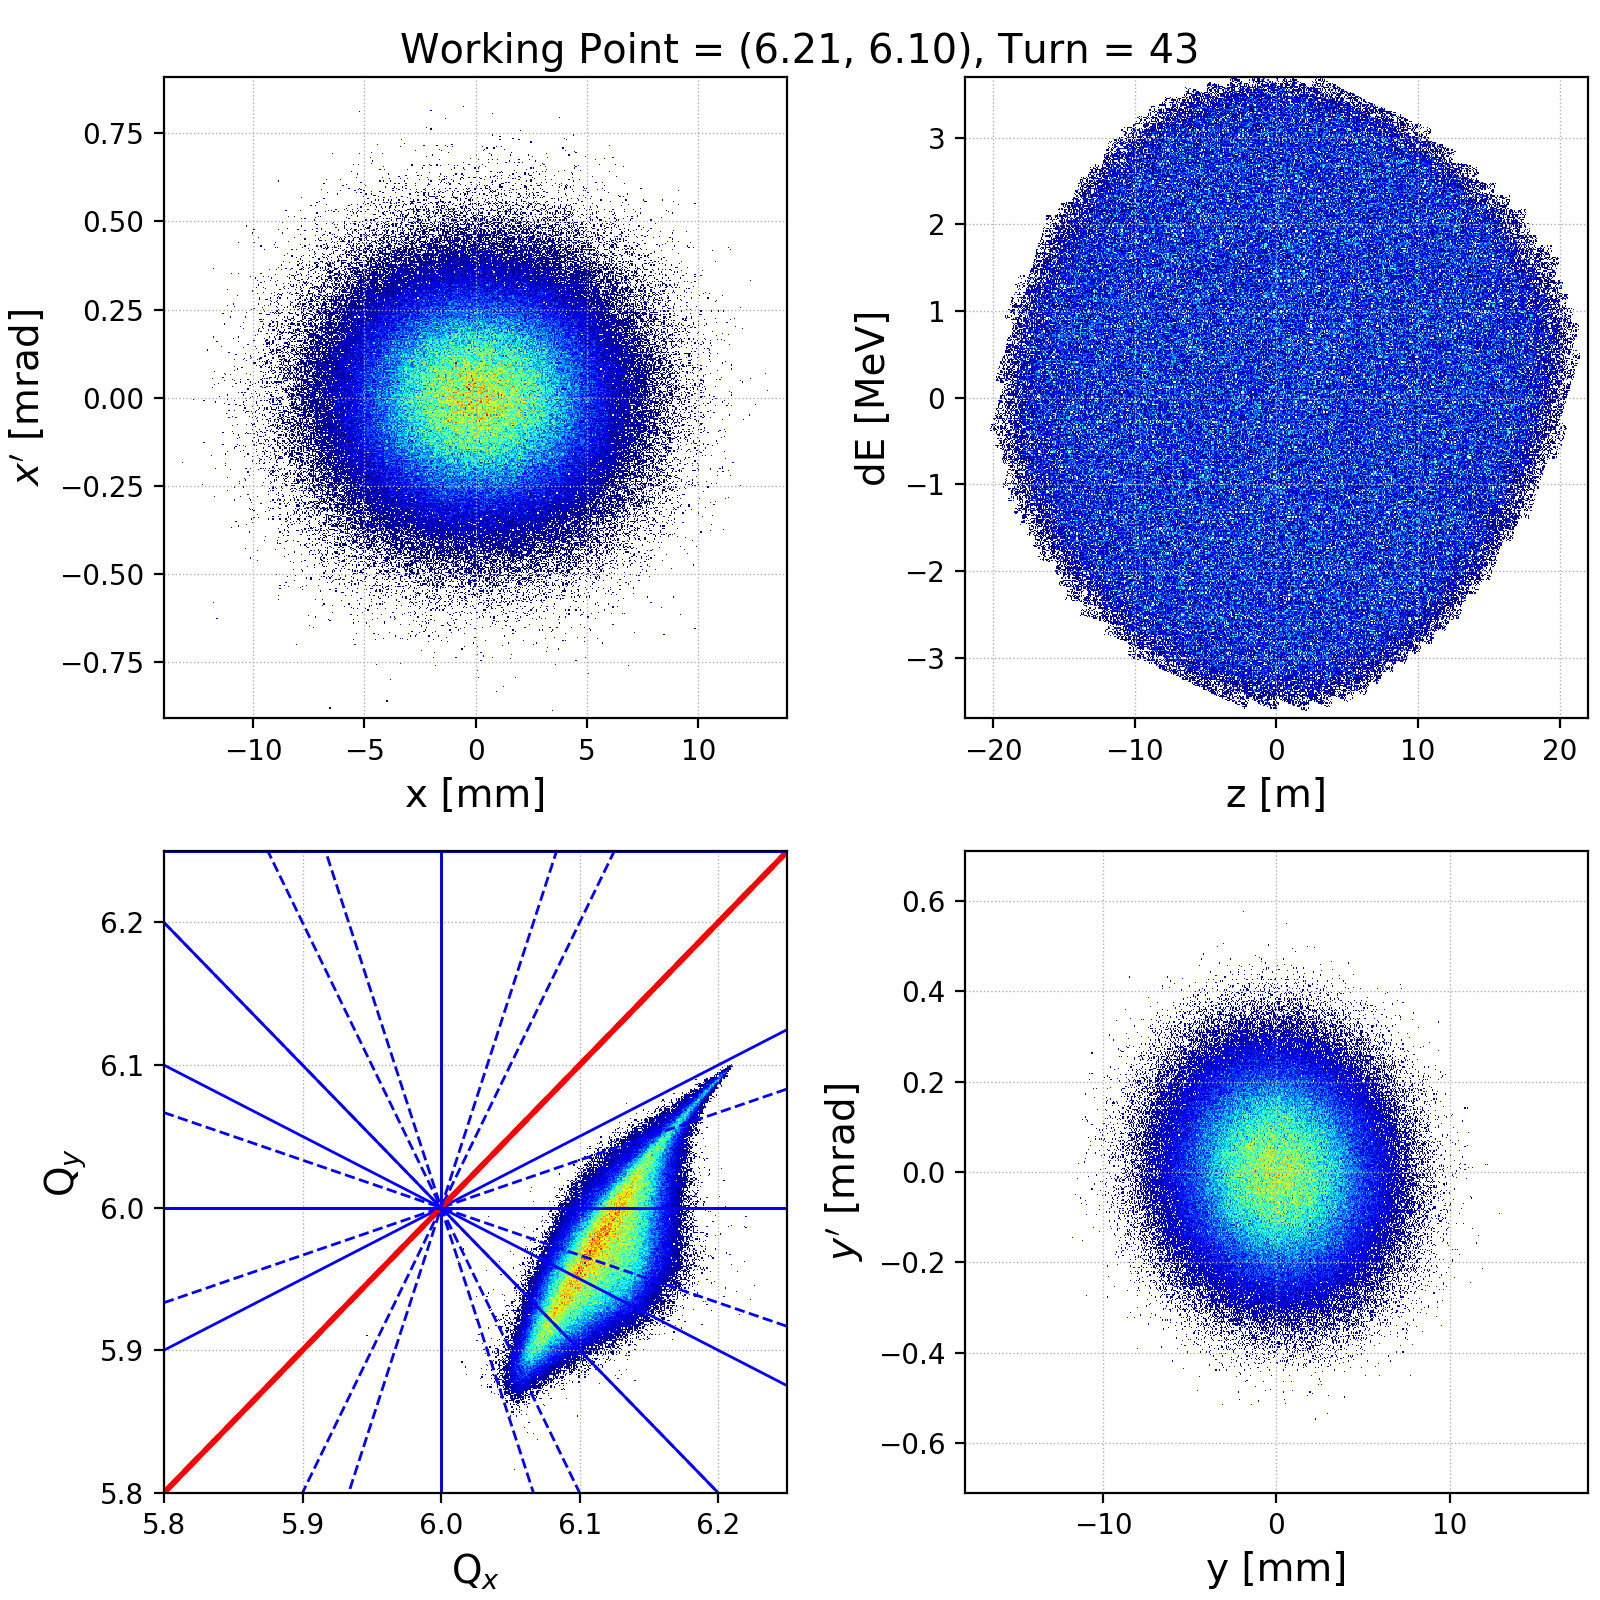 Working Point = (6.21, 6.10), Turn = 43
0.75
0.50
0.25
0.00
−0.25
−0.50
−0.75
x′ [mrad]
−10 −5 0 5 10
x [mm]
3
2
1
0
−1
−2
−3
dE [MeV]
−20 −10 0 10 20
z [m]
6.2
6.1
6.0
5.9
5.8
Qy
5.8 5.9 6.0 6.1 6.2
Qx
0.6
0.4
0.2
0.0
−0.2
−0.4
−0.6
y′ [mrad]
−10 0 10
y [mm]